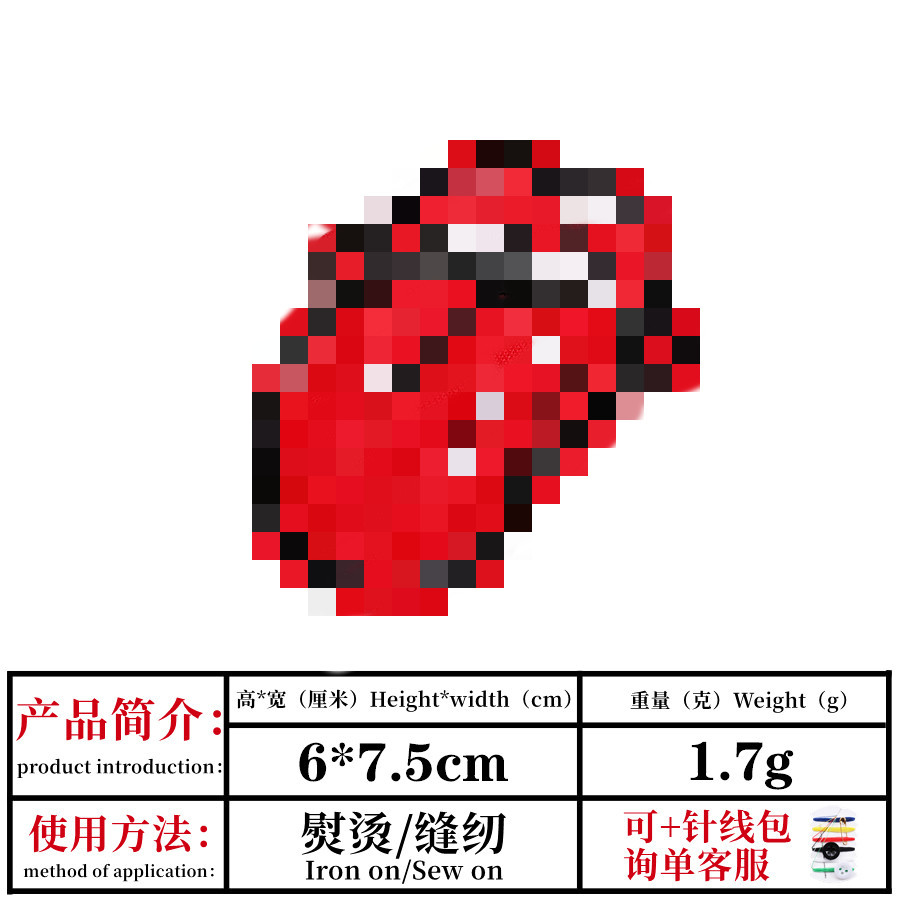 产品简介：
product introduction:
高*宽（厘米）Height*width（cm）
重量（克）Weight（g）
6*7.5cm
1.7g
使用方法：
method of application：
熨烫/缝纫
Iron on/Sew on
可+针线包
询单客服